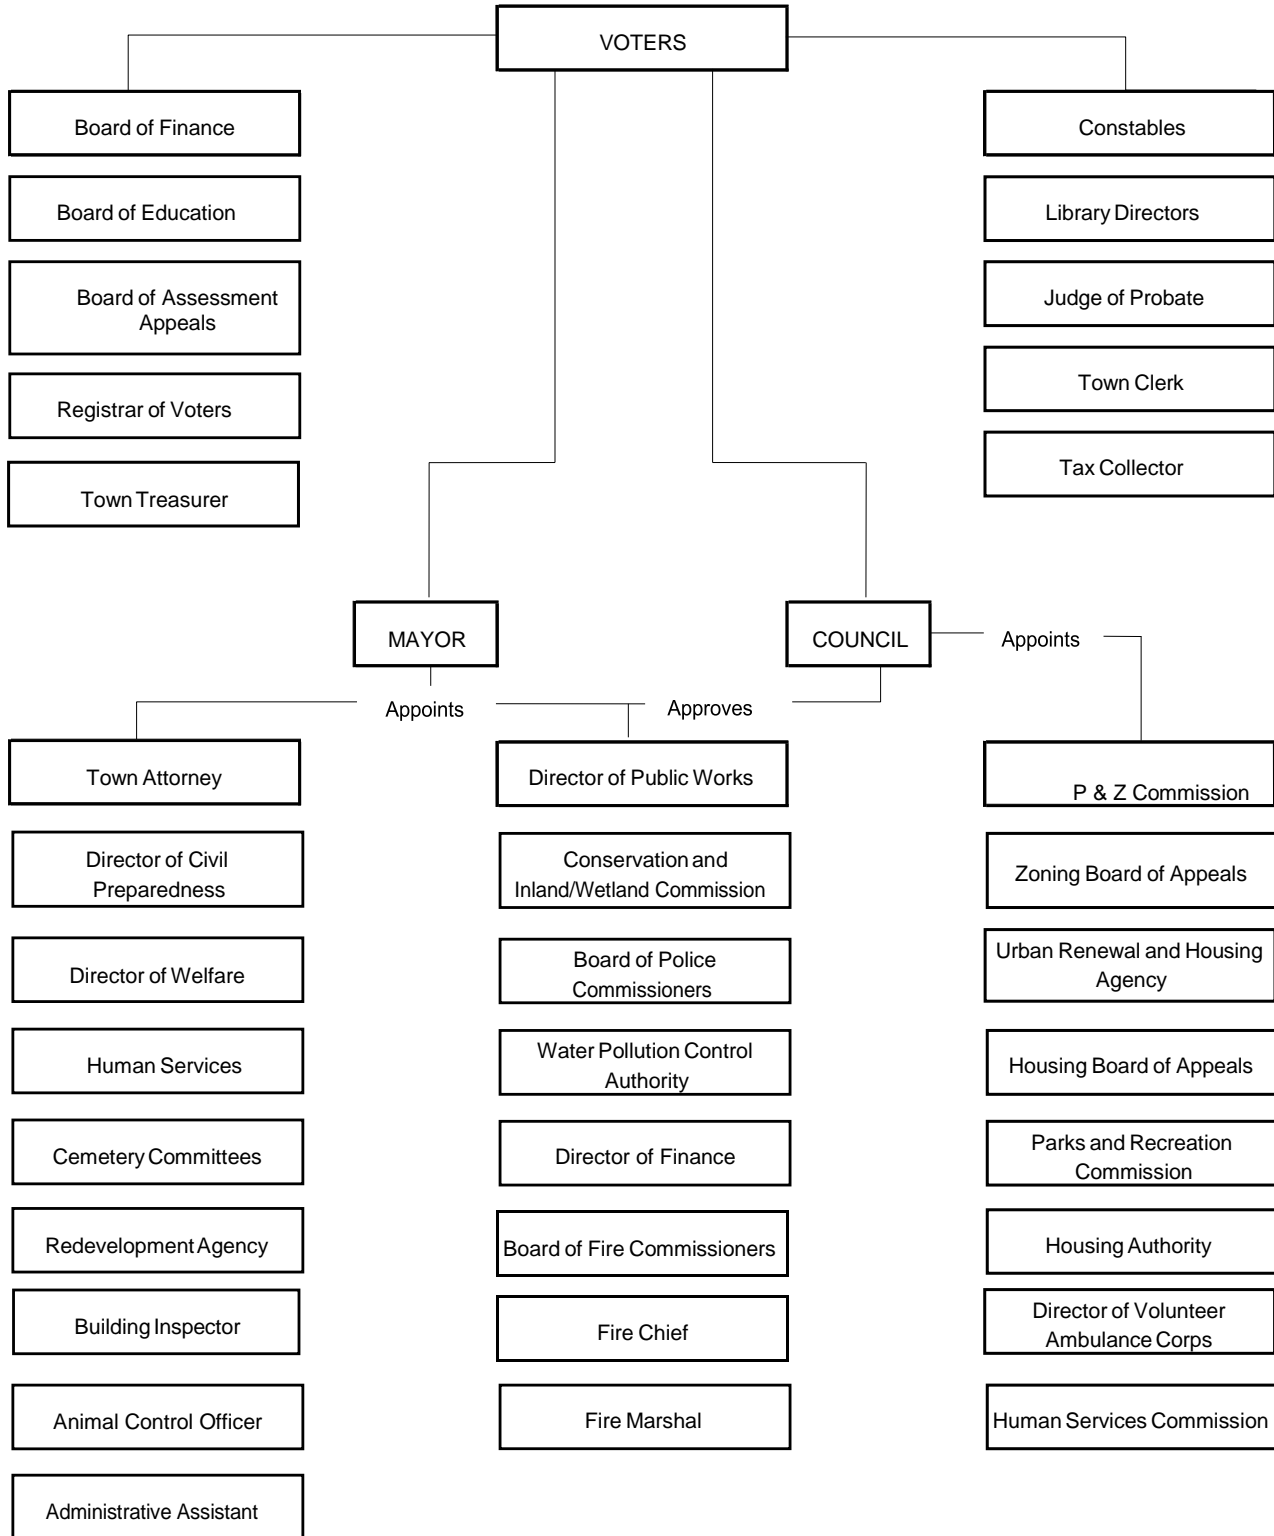 VOTERS
Board of Finance
Board of Education
Board of Assessment
Appeals
Registrar of Voters
Town Treasurer
Constables
Library Directors
Judge of Probate
Town Clerk
Tax Collector
MAYOR
COUNCIL
Appoints
Appoints
Approves
Town Attorney
Director of Civil
Preparedness
Director of Welfare
Human Services
Cemetery Committees
Redevelopment Agency
Building Inspector
Animal Control Officer
Administrative Assistant
Director of Public Works
Conservation and
Inland/Wetland Commission
Board of Police
Commissioners
Water Pollution Control
Authority
Director of Finance
Board of Fire Commissioners
Fire Chief
Fire Marshal
P & Z Commission
Zoning Board of Appeals
Urban Renewal and Housing
Agency
Housing Board of Appeals
Parks and Recreation
Commission
Housing Authority
Director of Volunteer
Ambulance Corps
Human Services Commission